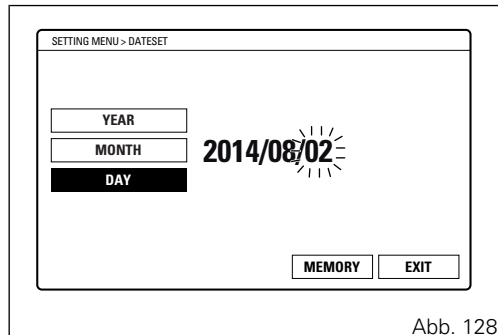 SETTING MENU > DATESET
YEAR
MONTH
2014/08/02
DAY
MEMORY
EXIT
Abb. 128